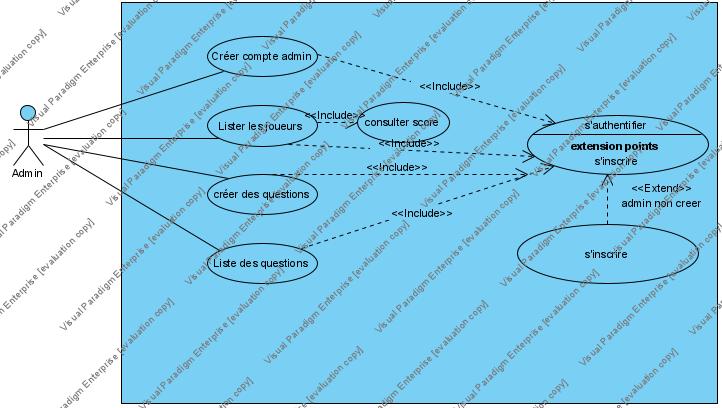 Créer compte admin
<<Include>>
Lister les joueurs
<<Include>>
consulter score
s'authentifier
extension points
s'inscrire
<<Include>>
<<Include>>
Admin
créer des questions
<<Extend>>
admin non creer
<<Include>>
Liste des questions
s'inscrire
Visual Paradigm Enterprise [evaluation copy]